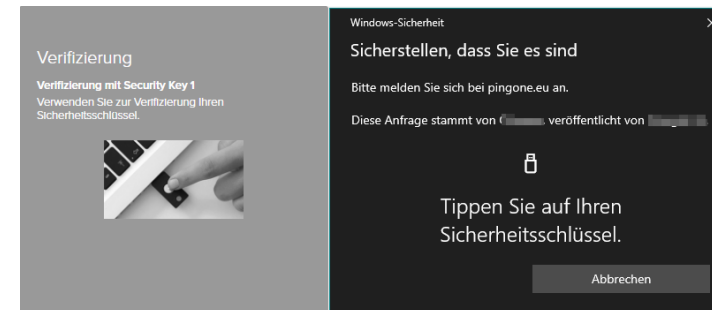 Verifizierung
Verifizierung mit Security Key 1
Verwenden Sie zur Verifizierung Ihren
Sicherheitsschlüssel.
Windows-Sicherheit
Sicherstellen, dass Sie es sind
Bitte melden Sie sich bei pingone.eu an.
Diese Anfrage stammt von veröffentlicht von
Tippen Sie auf Ihren
Sicherheitsschlüssel.
Abbrechen